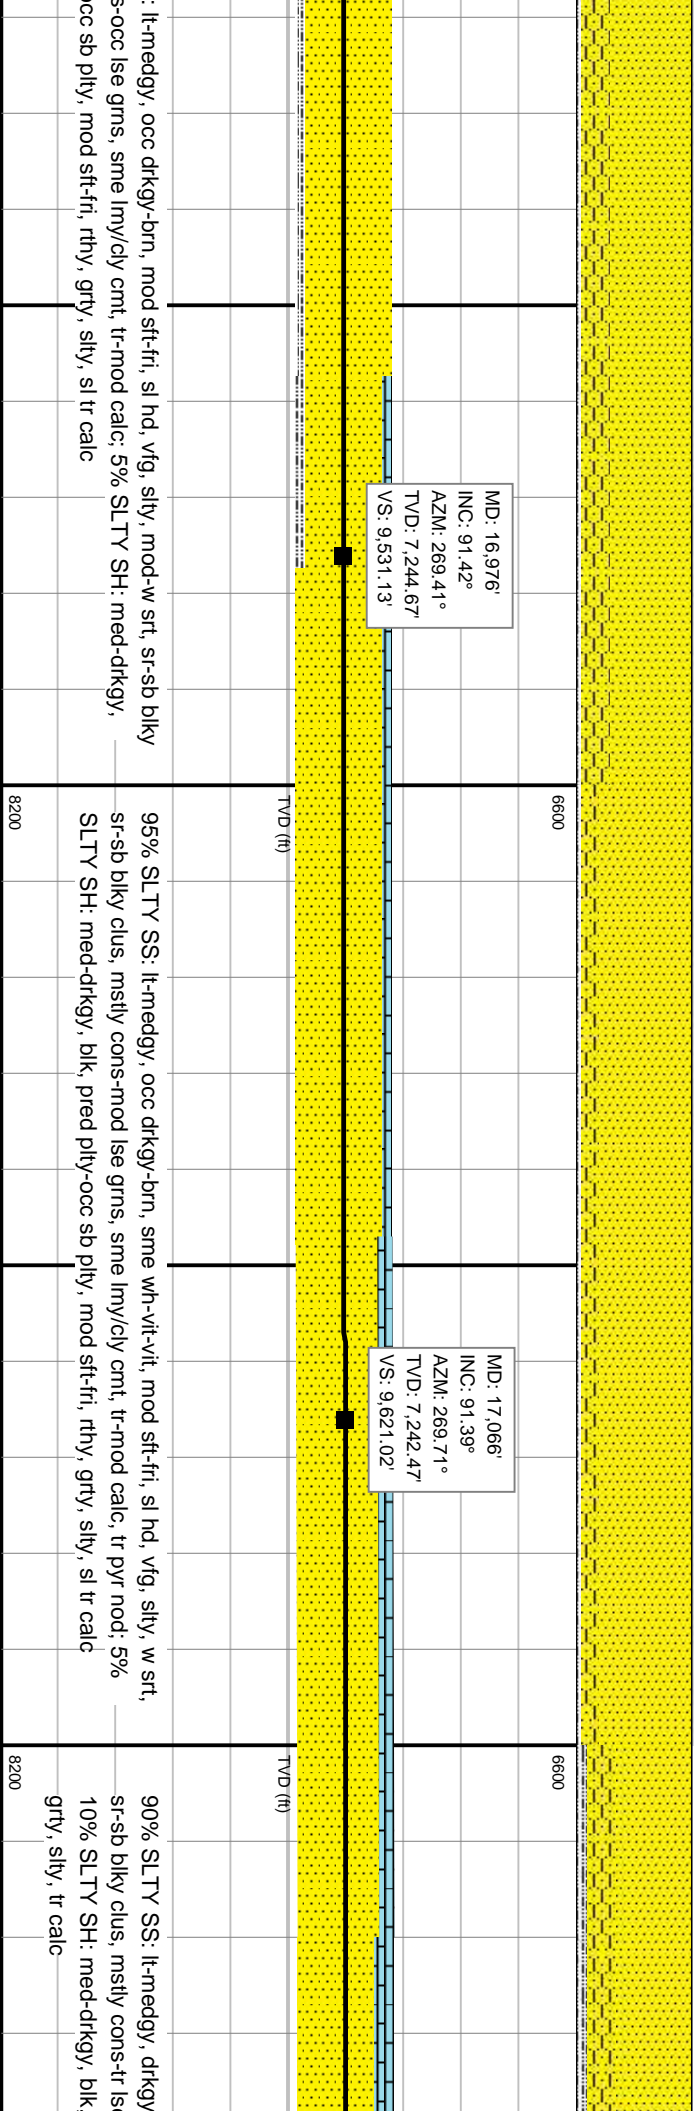 : lt-medgy, occ drkgy-brn, mod sft-fri, sl hd, vfg, slty, mod-w srt, sr-sb blky
s-occ lse grns, sme lmy/cly cmt, tr-mod calc; 5% SLTY SH: med-drkgy,
occ sb plty, mod sft-fri, rthy, grty, slty, sl tr calc
MD: 16,976'
INC: 91.42°
AZM: 269.41°
TVD: 7,244.67'
VS: 9,531.13'
6600
TVD (ft)
8200
95% SLTY SS: lt-medgy, occ drkgy-brn, sme wh-vit-vit, mod sft-fri, sl hd, vfg, slty, w srt,
sr-sb blky clus, mstly cons-mod lse grns, sme lmy/cly cmt, tr-mod calc, tr pyr nod; 5%
SLTY SH: med-drkgy, blk, pred plty-occ sb plty, mod sft-fri, rthy, grty, slty, sl tr calc
MD: 17,066'
INC: 91.39°
AZM: 269.71°
TVD: 7,242.47'
VS: 9,621.02'
6600
TVD (ft)
8200
90% SLTY SS: lt-medgy, drkgy
sr-sb blky clus, mstly cons-tr lse
10% SLTY SH: med-drkgy, blk,
grty, slty, tr calc